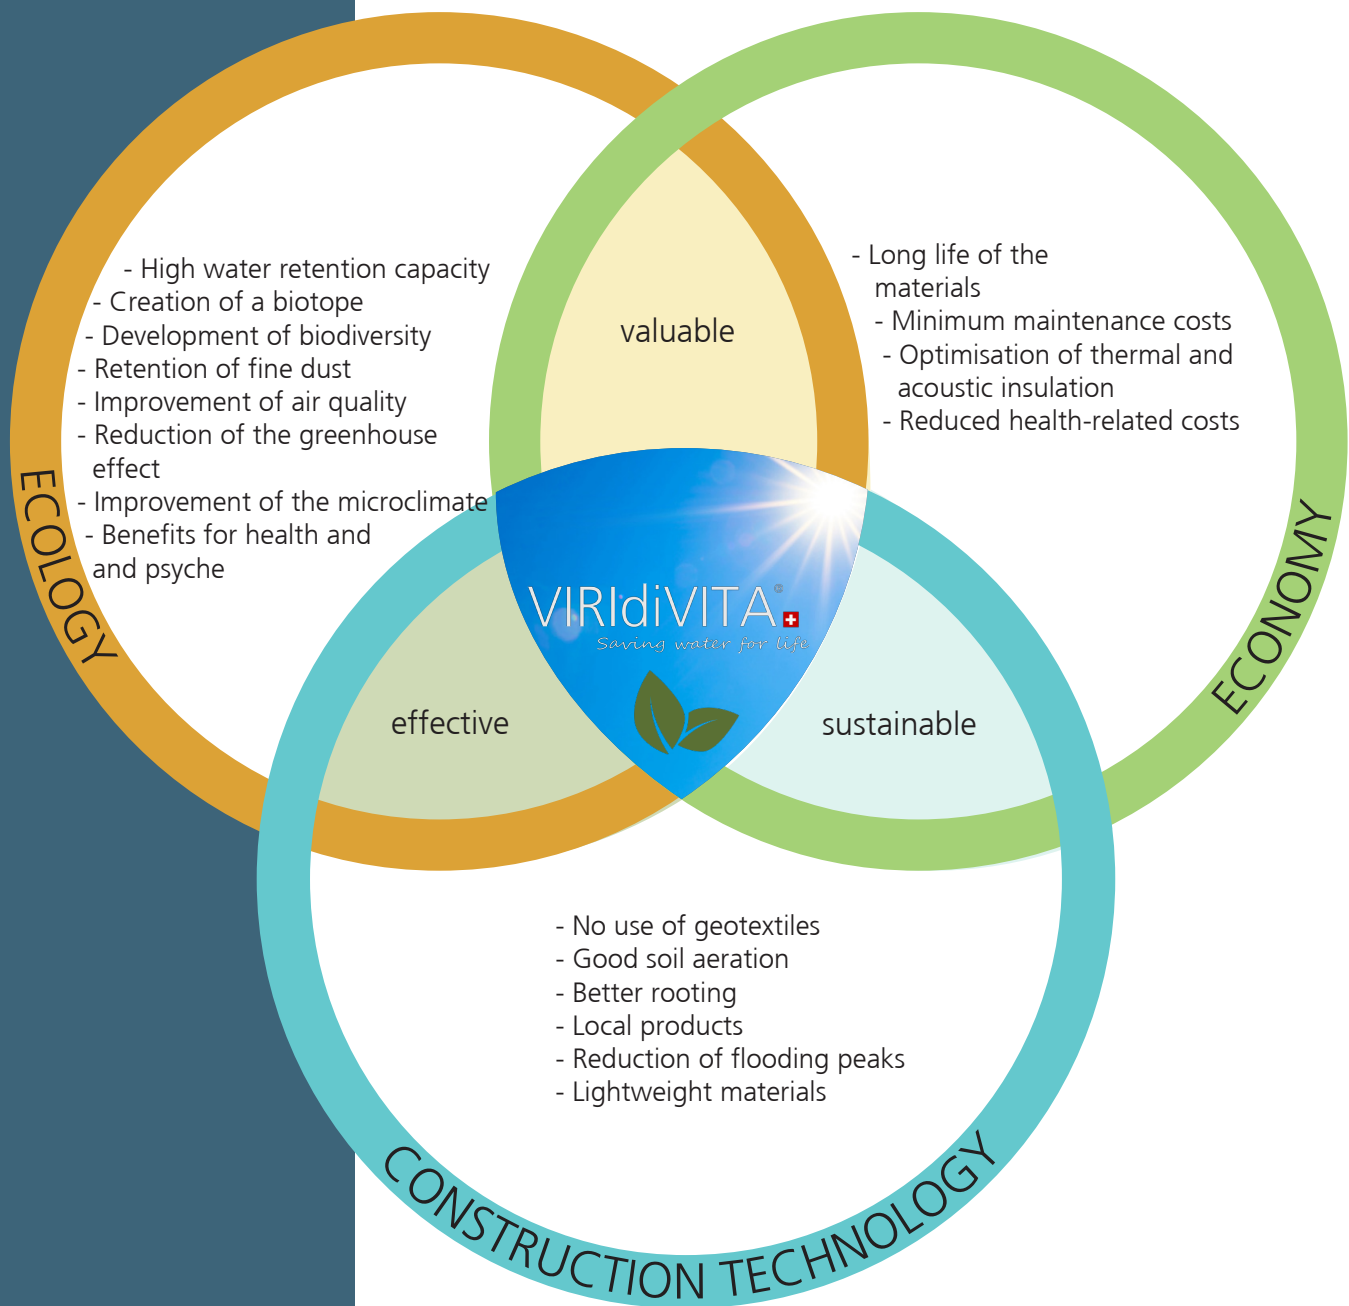 - High water retention capacity
- Creation of a biotope
- Development of biodiversity
- Retention of fine dust
- Improvement of air quality
- Reduction of the greenhouse
effect
- Improvement of the microclimate
- Benefits for health and
and psyche
ECOLOGY
valuable
- Long life of the
materials
- Minimum maintenance costs
- Optimisation of thermal and
acoustic insulation
- Reduced health-related costs
ECONOMY
VIRIdiVITA
Saving water for life
effective
sustainable
- No use of geotextiles
- Good soil aeration
- Better rooting
- Local products
- Reduction of flooding peaks
- Lightweight materials
CONSTRUCTION TECHNOLOGY